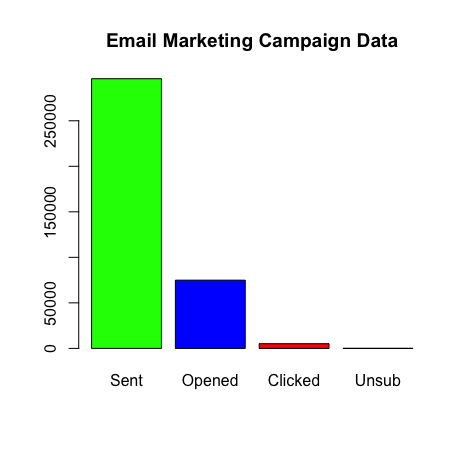 Email Marketing Campaign Data
250000
150000
50000
0
Sent Opened Clicked Unsub